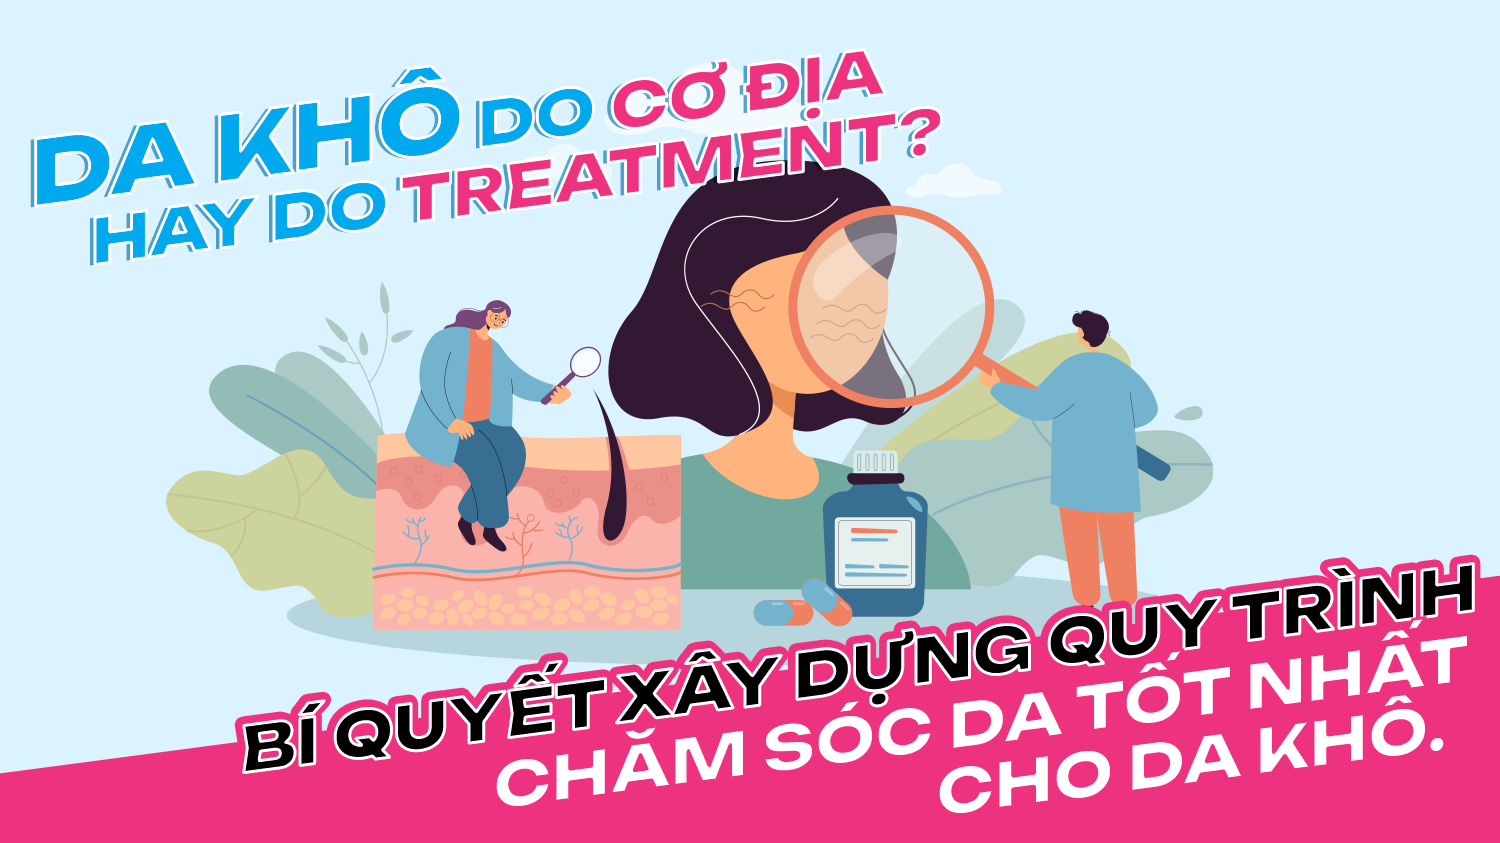 DA KHÔ DO CƠ ĐỊA
HAY DO TREATMENT?
BÍ QUYẾT XÂY DỰNG QUY TRÌNH
CHĂM SÓC DA TỐT NHẤT
CHO DA KHÔ.